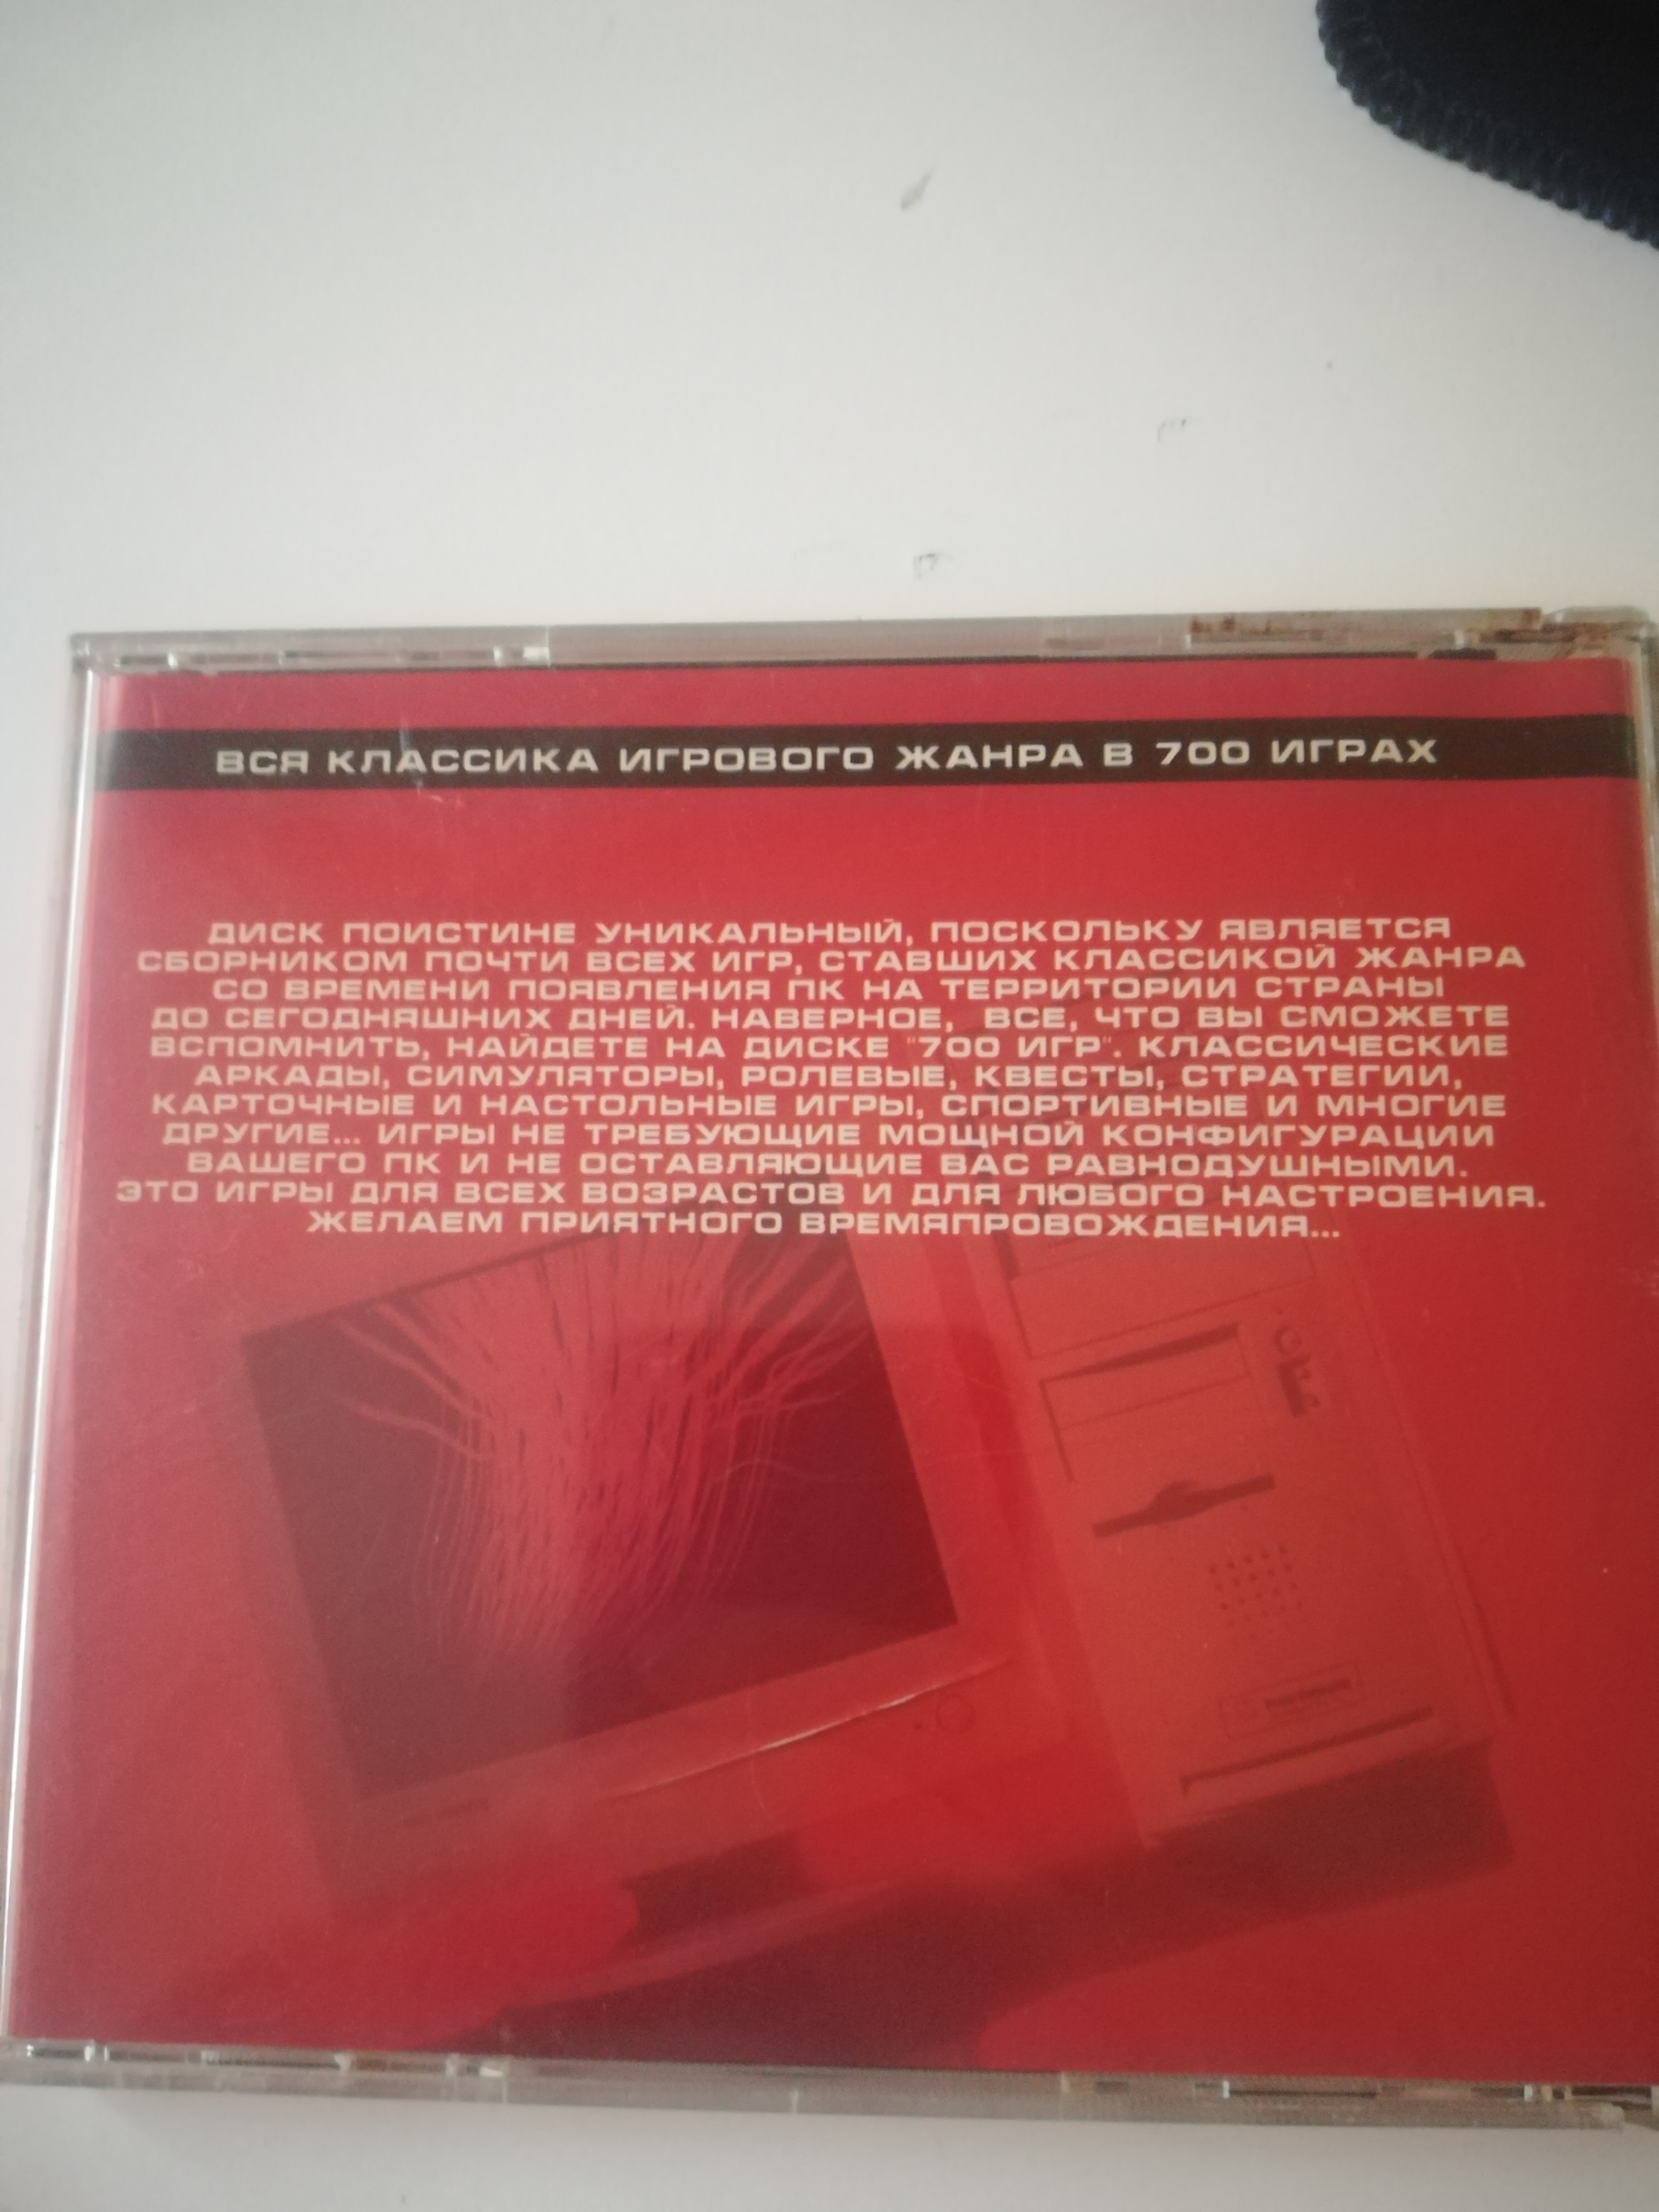 ВСЯ КЛАССИКА ИГРОВОГО ЖАНРА В 700 ИГРАХ
ДИСК ПОИСТИНЕ УНИКАЛЬНЫЙ, ПОСКОЛЬКУ ЯВЛЯЕТСЯ
СБОРНИКОМ ПОЧТИ ВСЕХ ИГР, СТАВШИХ КЛАССИКОЙ ЖАНРА
СО ВРЕМЕНИ ПОЯВЛЕНИЯ ПК НА ТЕРРИТОРИИ СТРАНЫ
ДО СЕГОДНЯШНИХ ДНЕЙ. НАВЕРНОЕ, ВСЕ, ЧТО ВЫ СМОЖЕТЕ
ВСПОМНИТЬ, НАЙДЕТЕ НА ДИСКЕ "700 ИГР". КЛАССИЧЕСКИЕ
АРКАДЫ, СИМУЛЯТОРЫ, РОЛЕВЫЕ, КВЕСТЫ, СТРАТЕГИИ,
КАРТОЧНЫЕ И НАСТОЛЬНЫЕ ИГРЫ, СПОРТИВНЫЕ И МНОГИЕ
ДРУГИЕ... ИГРЫ НЕ ТРЕБУЮЩИЕ МОЩНОЙ КОНФИГУРАЦИИ
ВАШЕГО ПК И НЕ ОСТАВЛЯЮЩИЕ ВАС РАВНОДУШНЫМИ.
ЭТО ИГРЫ ДЛЯ ВСЕХ ВОЗРАСТОВ И ДЛЯ ЛЮБОГО НАСТРОЕНИЯ.
ЖЕЛАЕМ ПРИЯТНОГО ВРЕМЯПРОВОЖДЕНИЯ...